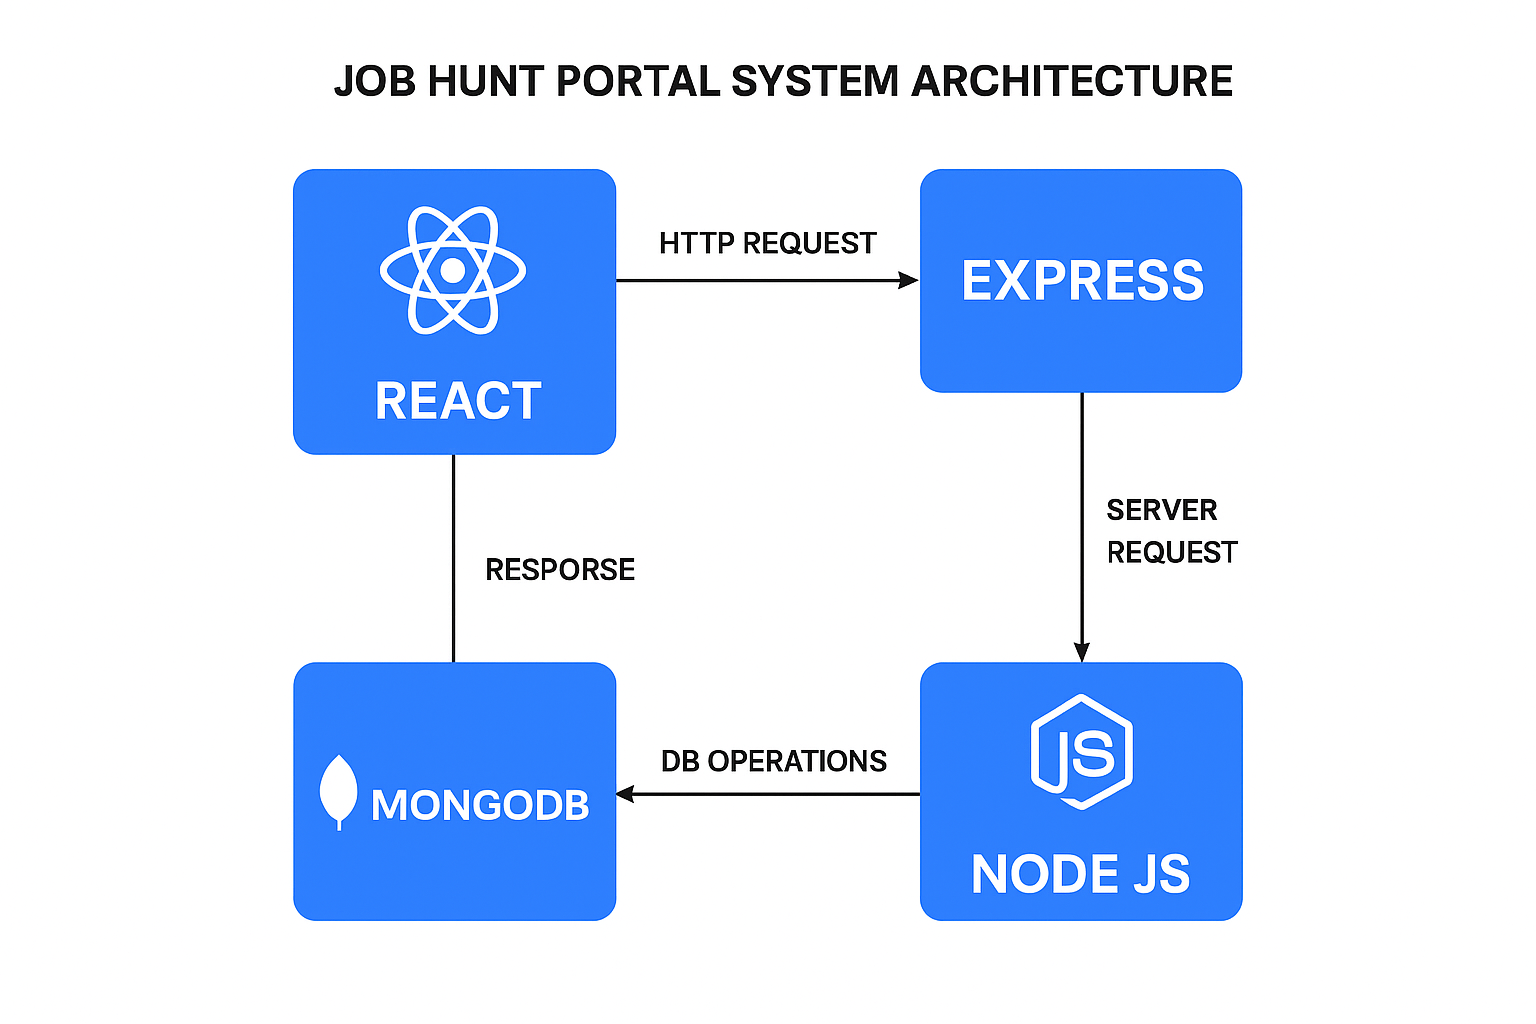 JOB HUNT PORTAL SYSTEM ARCHITECTURE
REACT
HTTP REQUEST
EXPRESS
SERVER
REQUEST
RESPORSE
MONGODB
DB OPERATIONS
JS
NODE JS